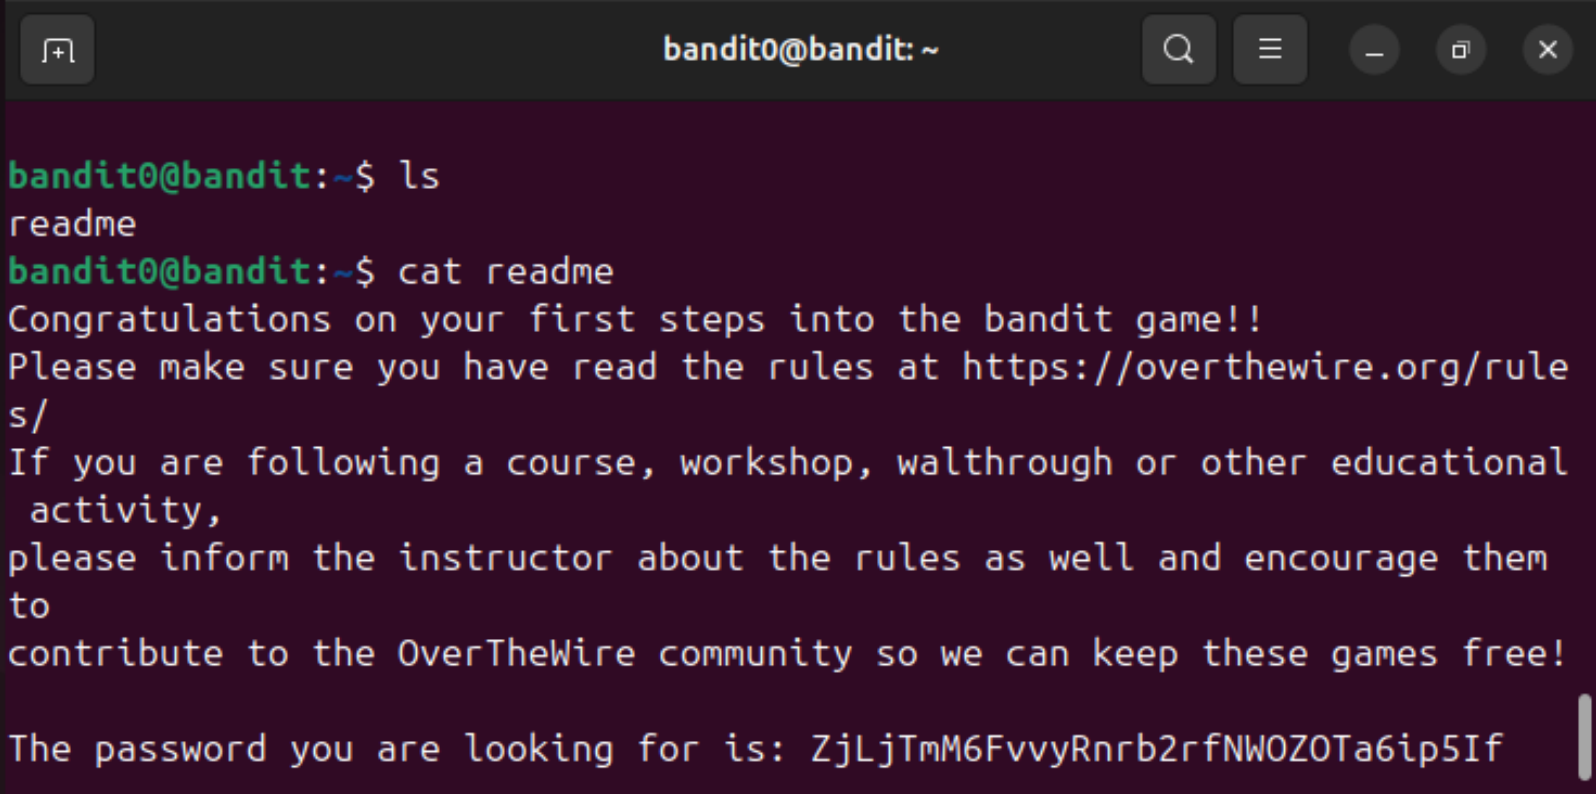 bandit0@bandit: ~
bandit0@bandit:~$ ls
readme
bandit0@bandit:~$ cat readme
Congratulations on your first steps into the bandit game!!
Please make sure you have read the rules at https://overthewire.org/rule
s/
If you are following a course, workshop, walthrough or other educational
 activity,
please inform the instructor about the rules as well and encourage them
to
contribute to the OverTheWire community so we can keep these games free!
The password you are looking for is: ZjLjTmM6FvvyRnrb2rfNWOZOTa6ip5If